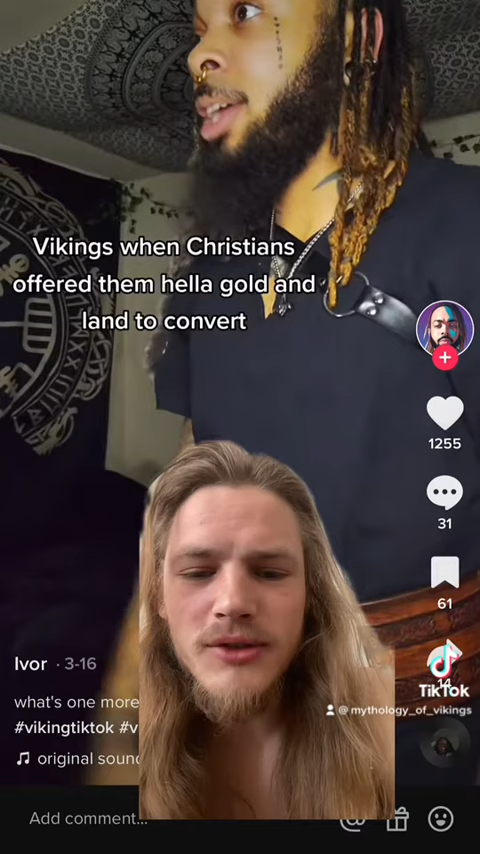 Vikings when Christians
offered them hella gold and
land to convert
1255
31
61
14
TikTok
@ mythology_of_vikings
Ivor · 3-16
what's one more
#vikingtiktok #v
original sound
Add comment...